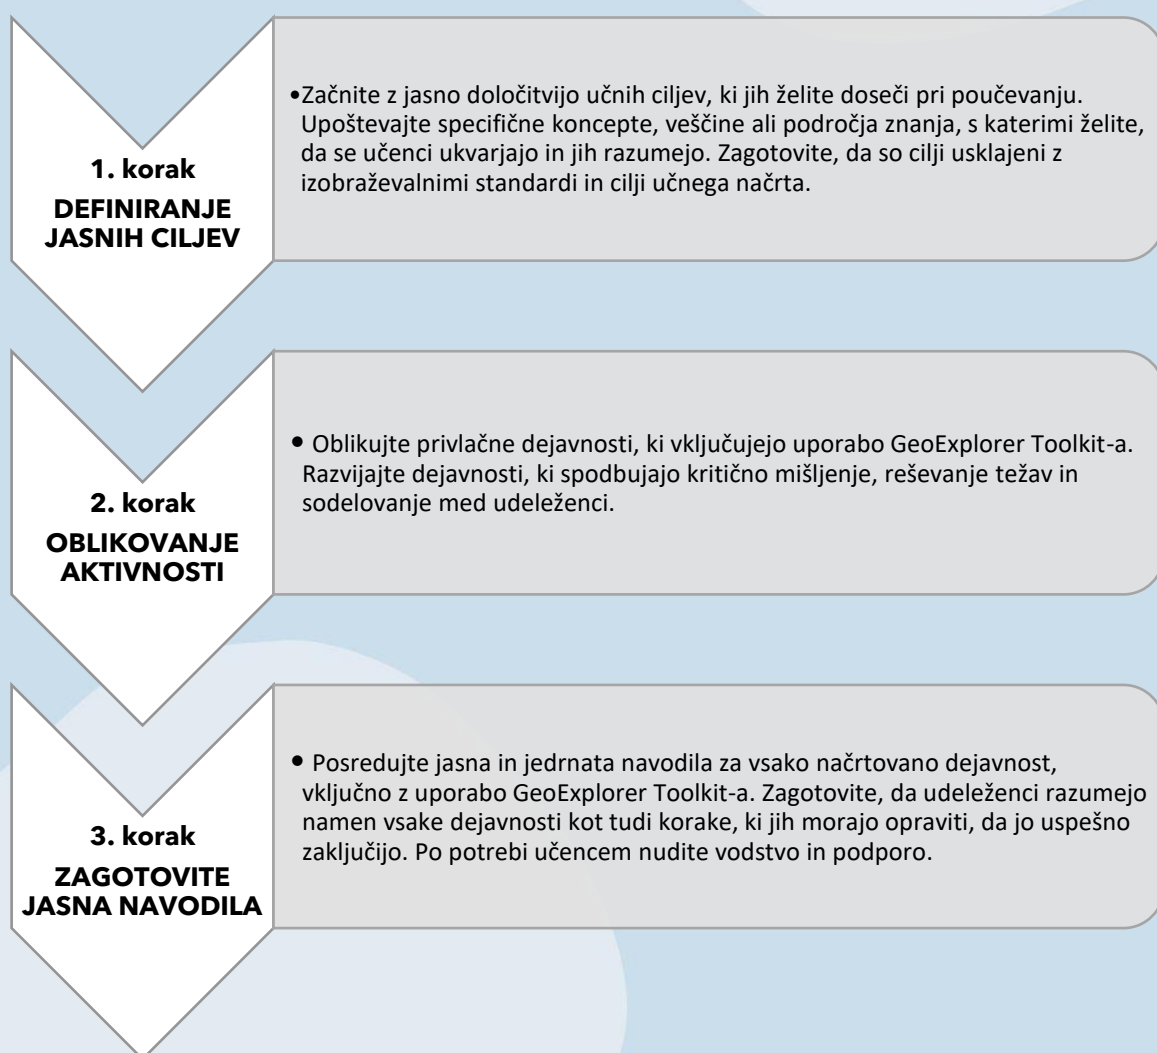 1. korak
DEFINIRANJE
JASNIH CILJEV
•Začnite z jasno določitvijo učnih ciljev, ki jih želite doseči pri poučevanju.
Upoštevajte specifične koncepte, veščine ali področja znanja, s katerimi želite,
da se učenci ukvarjajo in jih razumejo. Zagotovite, da so cilji usklajeni z
izobraževalnimi standardi in cilji učnega načrta.
2. korak
OBLIKOVANJE
AKTIVNOSTI
• Oblikujte privlačne dejavnosti, ki vključujejo uporabo GeoExplorer Toolkit-a.
Razvijajte dejavnosti, ki spodbujajo kritično mišljenje, reševanje težav in
sodelovanje med udeleženci.
3. korak
ZAGOTOVITE
JASNA NAVODILA
• Posredujte jasna in jedrnata navodila za vsako načrtovano dejavnost,
vključno z uporabo GeoExplorer Toolkit-a. Zagotovite, da udeleženci razumejo
namen vsake dejavnosti kot tudi korake, ki jih morajo opraviti, da jo uspešno
zaključijo. Po potrebi učencem nudite vodstvo in podporo.